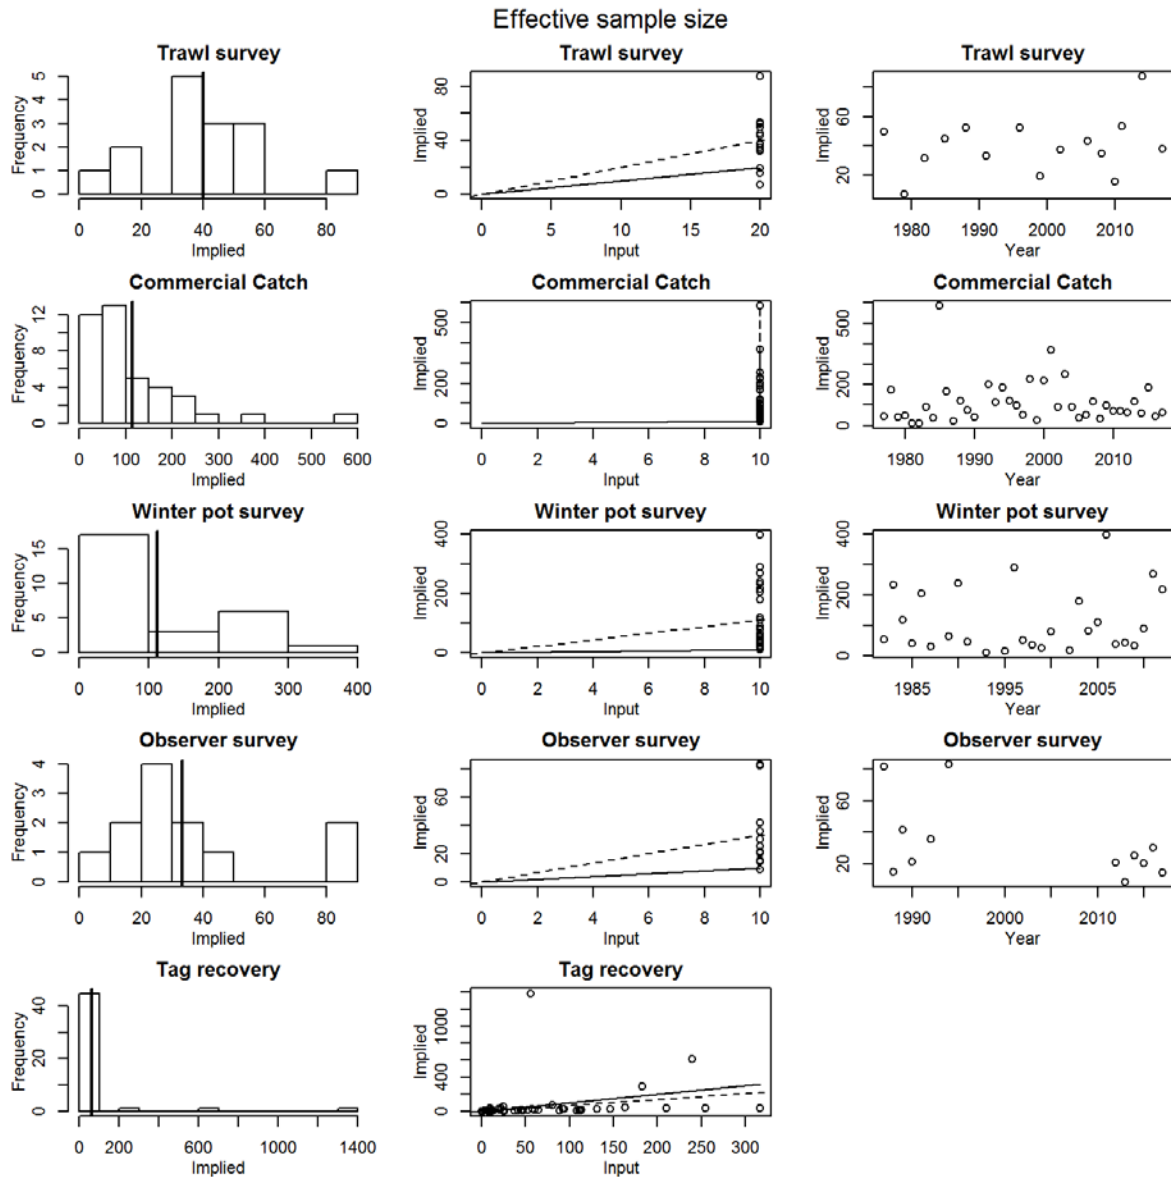 Effective sample size
Trawl survey Trawl survey
Frequency
0 1 2 3 4 5
0 20 40 60 80
Implied
Implied
0 40 80
0 5 10 15 20
Input
Implied
20 60
1980 1990 2000 2010
Year
Commercial Catch Commercial Catch Commercial Catch
Frequency
0 4 8 12
0 100 200 300 400 500 600
Implied
Implied
0 200 500
0 2 4 6 8 10
Input
Implied
0 200 500
1980 1990 2000 2010
Year
Winter pot survey Winter pot survey Winter pot survey
Frequency
0 5 10 15
0 100 200 300 400
Implied
Implied
0 200 400
0 2 4 6 8 10
Input
Implied
0 200 400
1985 1995 2005
Year
Observer survey Observer survey Observer survey
Frequency
0 1 2 3 4
0 20 40 60 80
Implied
Implied
0 20 60
0 2 4 6 8 10
Input
Implied
20 60
1990 2000 2010
Year
Tag recovery Tag recovery
Frequency
0 20 40
0 200 600 1000 1400
Implied
Implied
0 400 1000
0 50 100 150 200 250 300
Input